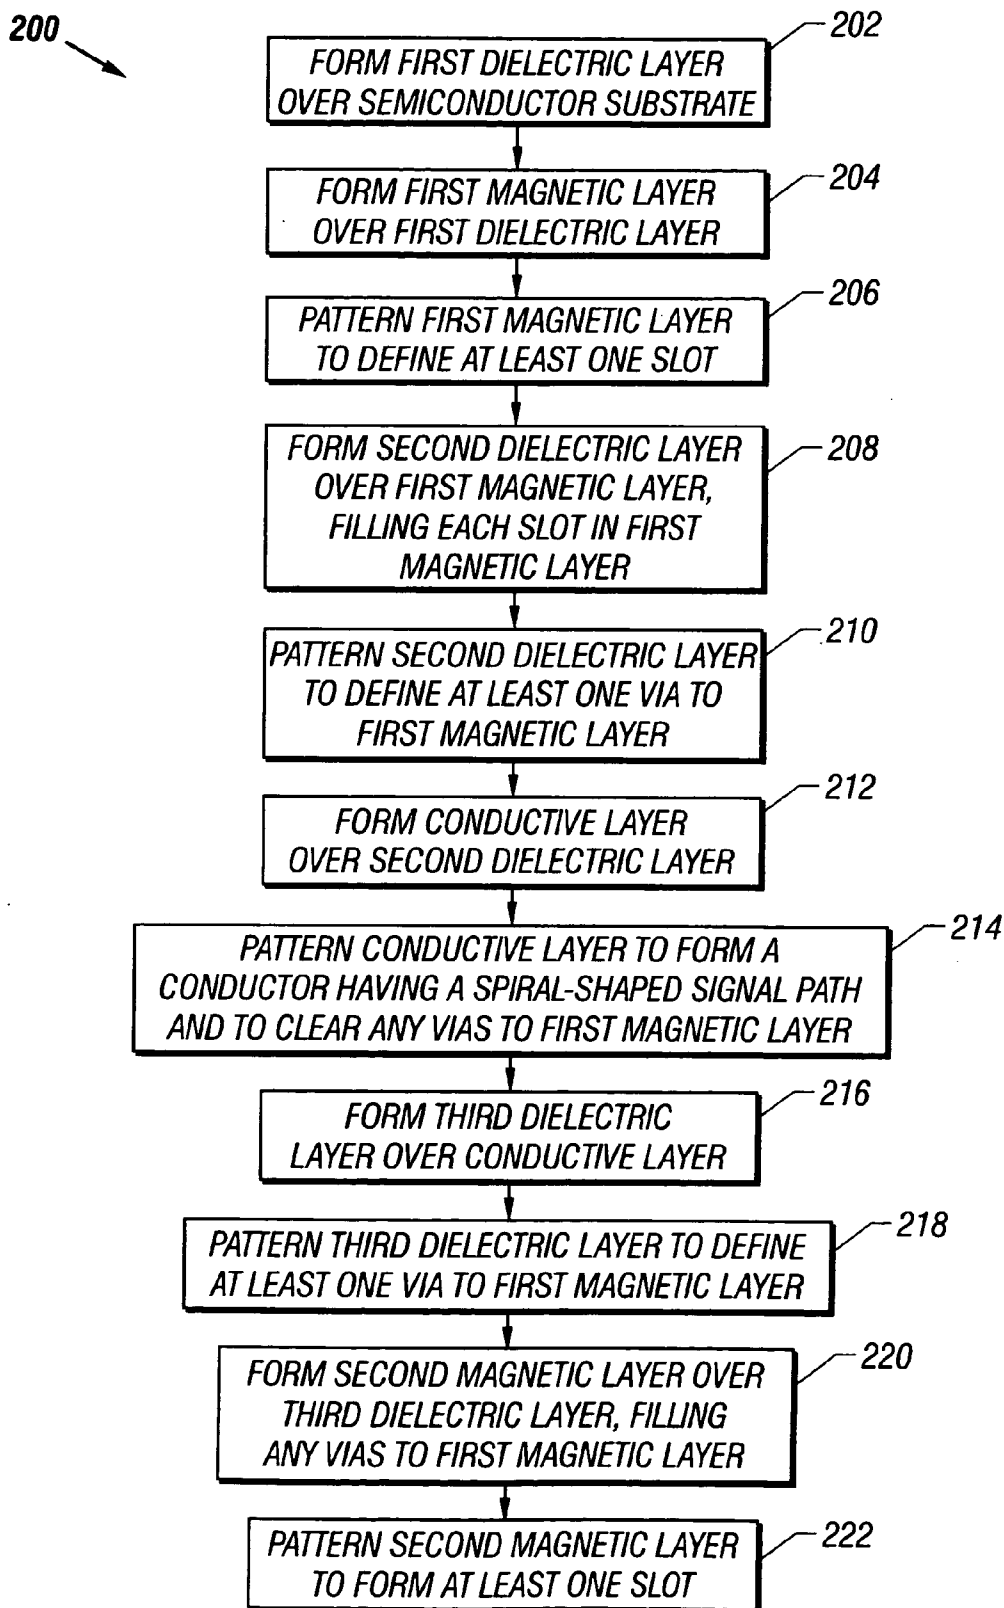 200
202
FORM FIRST DIELECTRIC LAYER
OVER SEMICONDUCTOR SUBSTRATE
204
FORM FIRST MAGNETIC LAYER
OVER FIRST DIELECTRIC LAYER
206
PATTERN FIRST MAGNETIC LAYER
TO DEFINE AT LEAST ONE SLOT
208
FORM SECOND DIELECTRIC LAYER
OVER FIRST MAGNETIC LAYER,
FILLING EACH SLOT IN FIRST
MAGNETIC LAYER
210
PATTERN SECOND DIELECTRIC LAYER
TO DEFINE AT LEAST ONE VIA TO
FIRST MAGNETIC LAYER
212
FORM CONDUCTIVE LAYER
OVER SECOND DIELECTRIC LAYER
214
PATTERN CONDUCTIVE LAYER TO FORM A
CONDUCTOR HAVING A SPIRAL-SHAPED SIGNAL PATH
AND TO CLEAR ANY VIAS TO FIRST MAGNETIC LAYER
216
FORM THIRD DIELECTRIC
LAYER OVER CONDUCTIVE LAYER
218
PATTERN THIRD DIELECTRIC LAYER TO DEFINE
AT LEAST ONE VIA TO FIRST MAGNETIC LAYER
220
FORM SECOND MAGNETIC LAYER OVER
THIRD DIELECTRIC LAYER, FILLING
ANY VIAS TO FIRST MAGNETIC LAYER
222
PATTERN SECOND MAGNETIC LAYER
TO FORM AT LEAST ONE SLOT